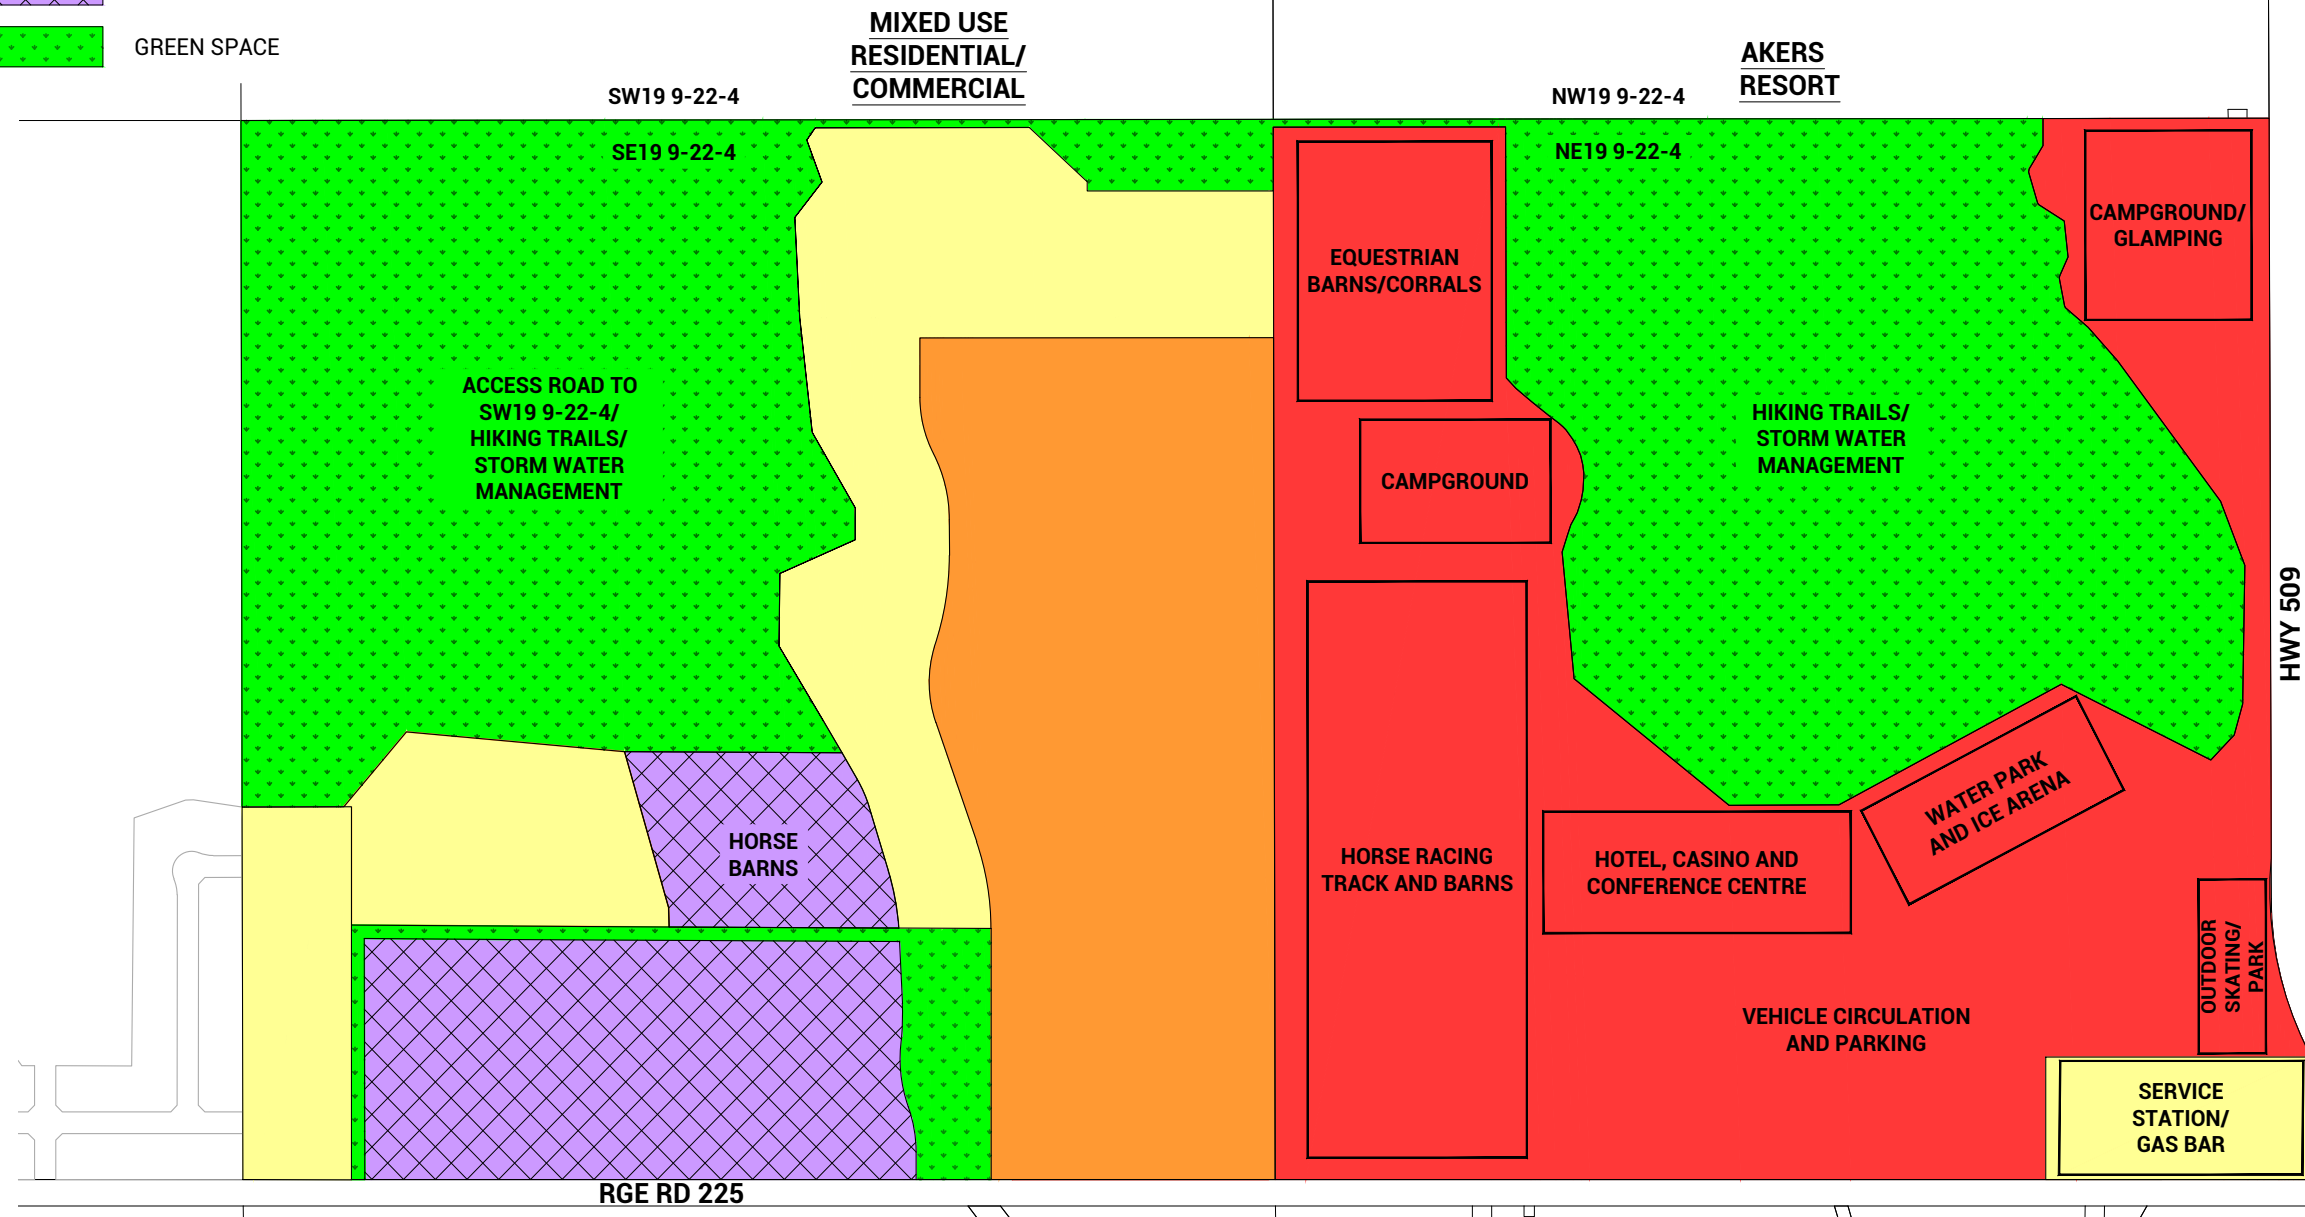 GREEN SPACE
MIXED USE
RESIDENTIAL/
COMMERCIAL
AKERS
RESORT
SW19 9-22-4
NW19 9-22-4
SE19 9-22-4
NE19 9-22-4
CAMPGROUND/
GLAMPING
EQUESTRIAN
BARNS/CORRALS
ACCESS ROAD TO
SW19 9-22-4/
HIKING TRAILS/
STORM WATER
MANAGEMENT
HIKING TRAILS/
STORM WATER
MANAGEMENT
CAMPGROUND
HWY 509
WATER PARK
AND ICE ARENA
HORSE
BARNS
HORSE RACING
TRACK AND BARNS
HOTEL, CASINO AND
CONFERENCE CENTRE
OUTDOOR
SKATING/
PARK
VEHICLE CIRCULATION
AND PARKING
SERVICE
STATION/
GAS BAR
RGE RD 225